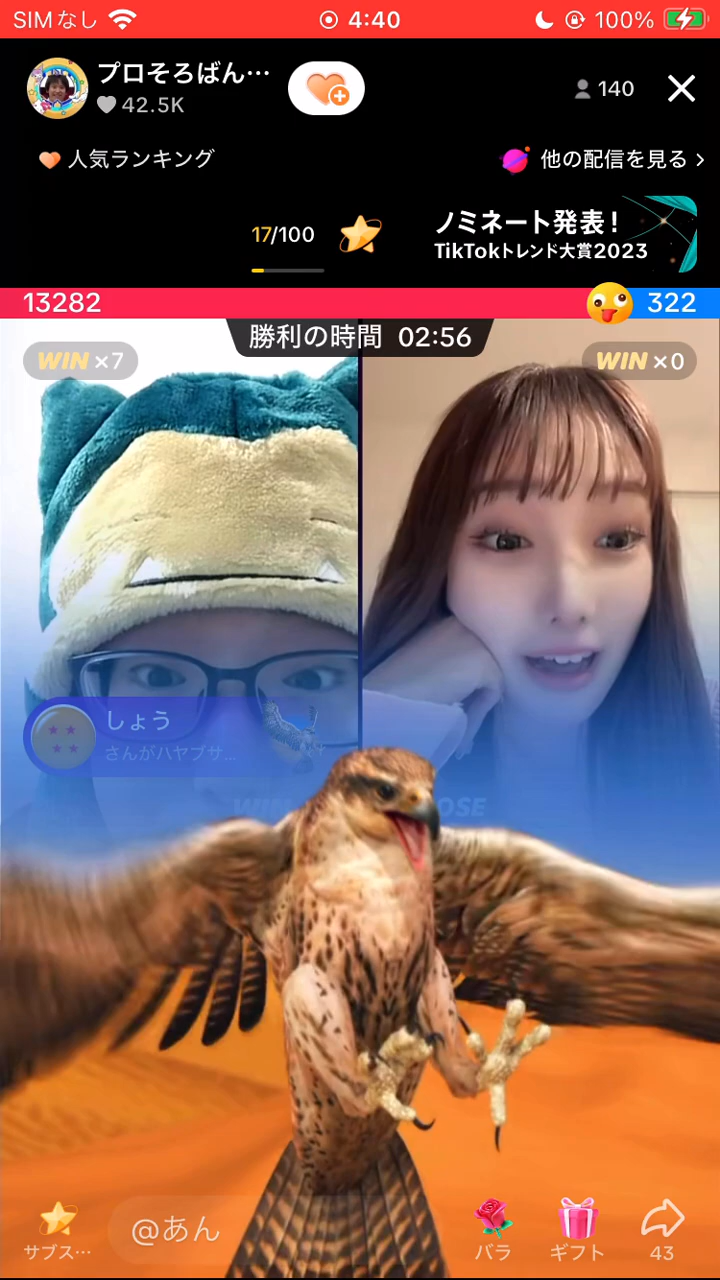 SIMなし
4:40
100%
プロそろばん…
42.5K
140
人気ランキング
他の配信を見る
17/100
ノミネート発表！
TikTokトレンド大賞2023
13282
322
勝利の時間 02:56
WIN ×7
WIN ×0
しょう
さんがハヤブサ...
サブス…
@あん
バラ
ギフト
43